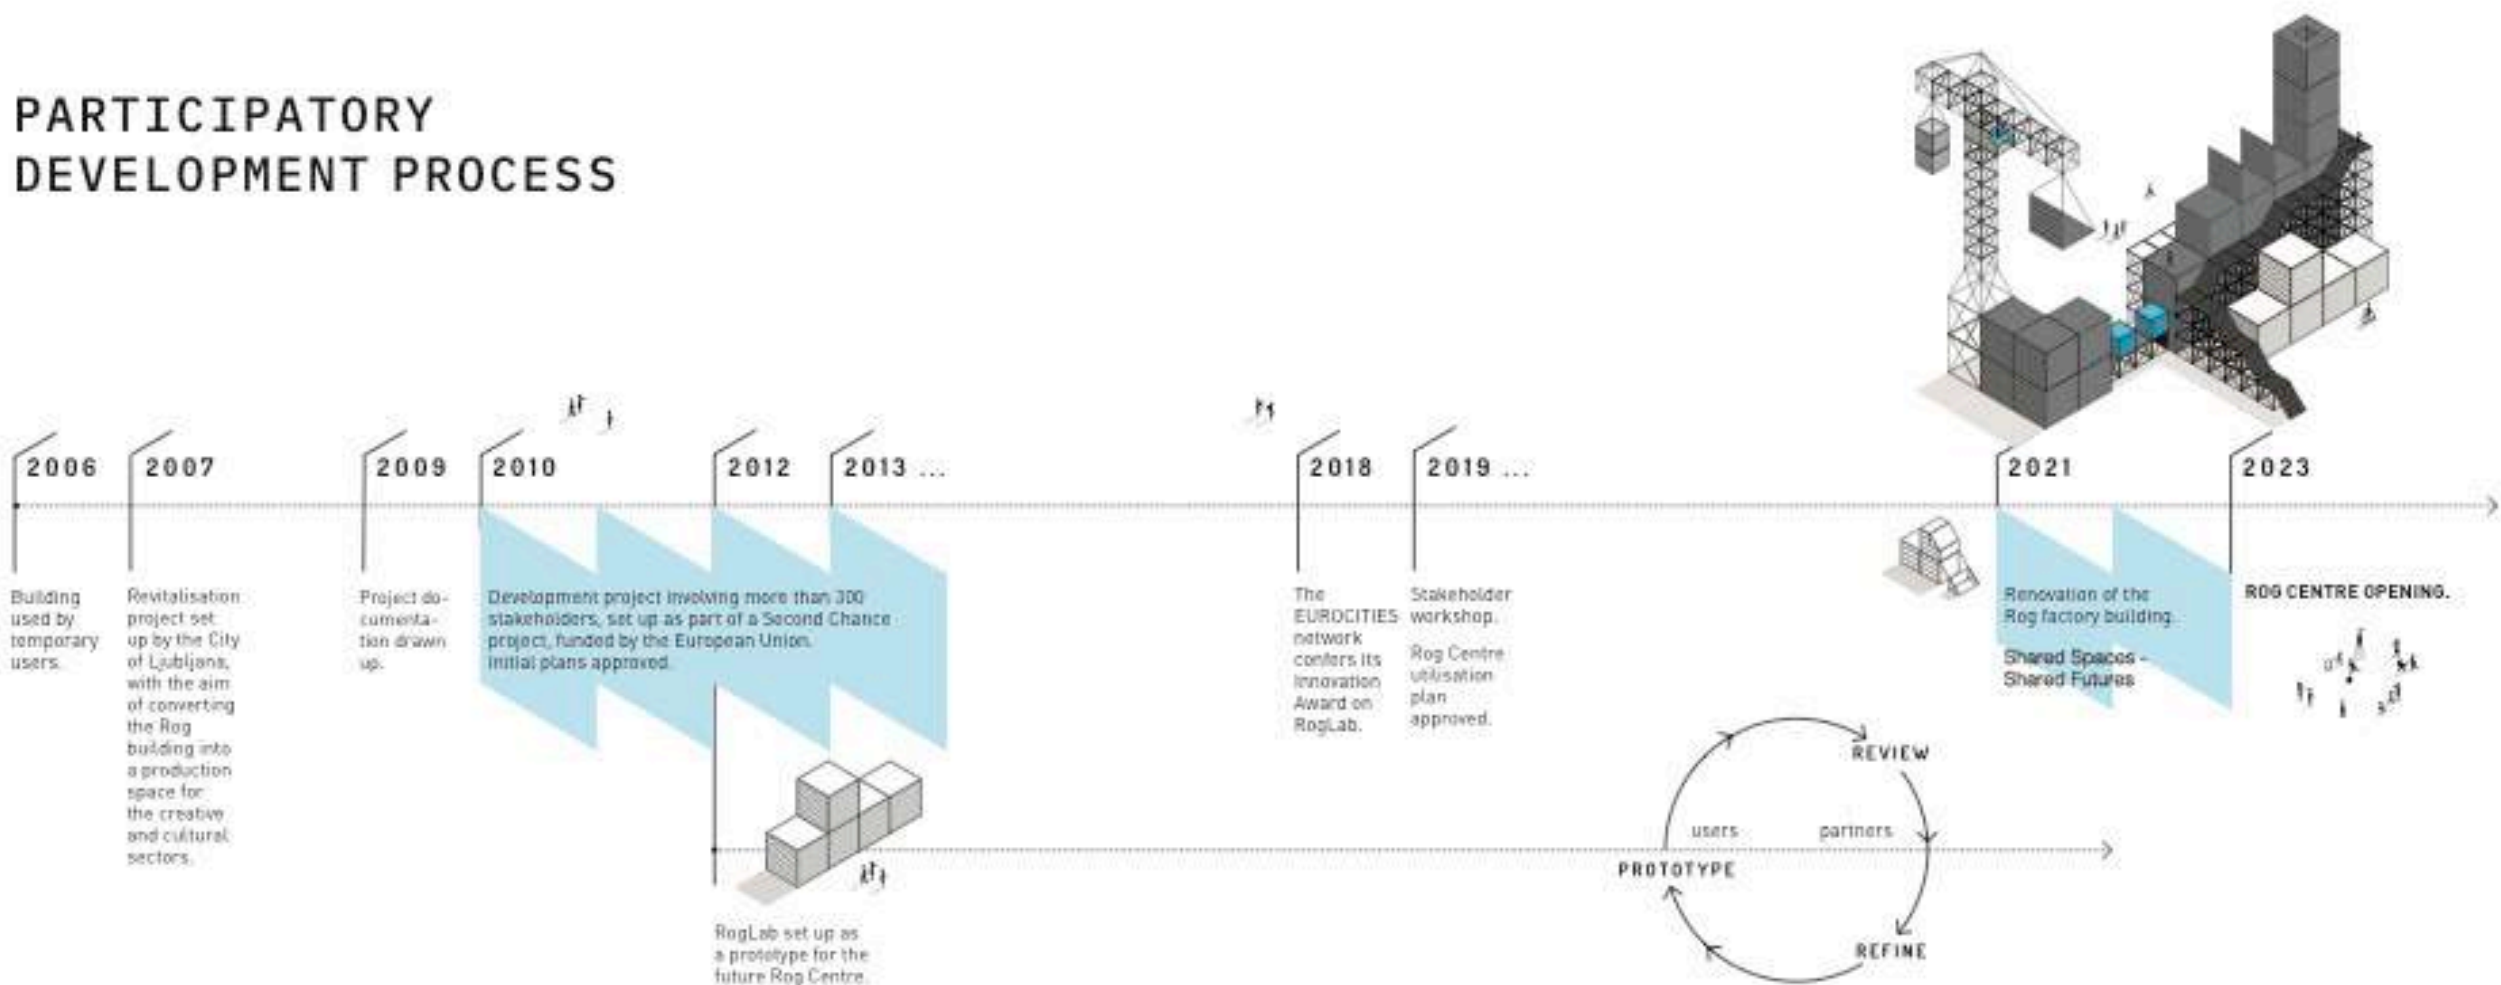 PARTICIPATORY
DEVELOPMENT PROCESS
2006
2007
2009
2010
2012
2013 ...
2018
2019 ...
2021
2023
Building
used by
temporary
users.
Revitalisation
project set
up by the City
of Ljubljana,
with the aim
of converting
the Rog
building into
a production
space for
the creative
and cultural
sectors.
Project do-
cumenta-
tion drawn
up.
Development project involving more than 300
stakeholders, set up as part of a Second Chance
project, funded by the European Union.
Initial plans approved.
RogLab set up as
a prototype for the
future Rog Centre.
The
EUROCITIES
network
confers its
Innovation
Award on
RogLab.
Stakeholder
workshop.
Rog Centre
utilisation
plan
approved.
Renovation of the
Rog factory building.
Shared Spaces -
Shared Futures
ROG CENTRE OPENING.
REVIEW
users
partners
PROTOTYPE
REFINE